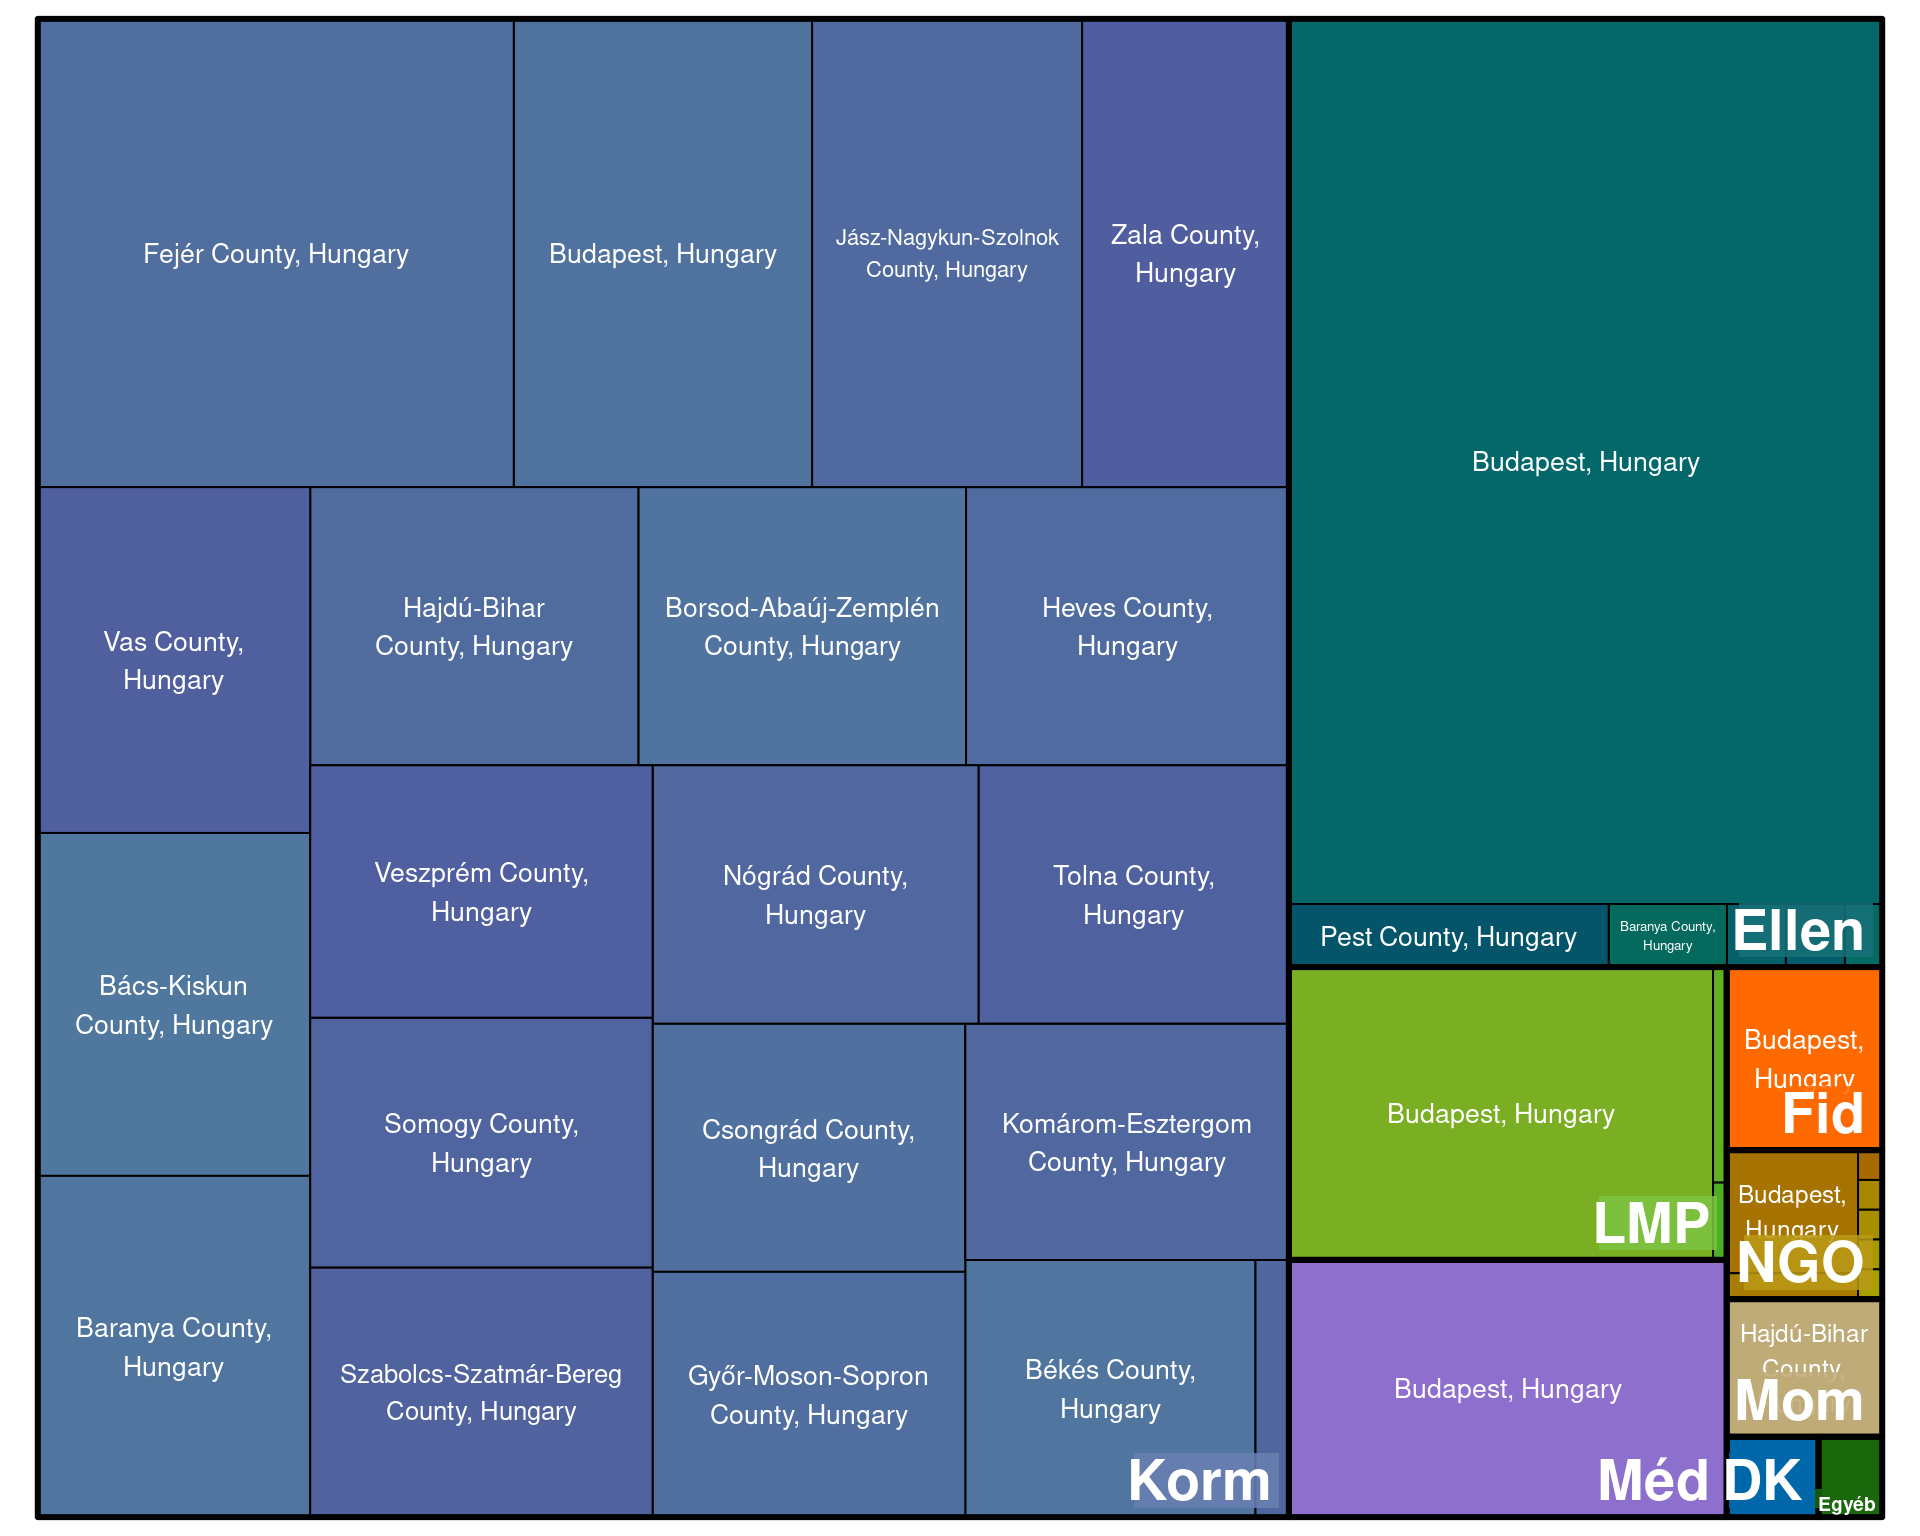 Fejér County, Hungary
Budapest, Hungary
Jász-Nagykun-Szolnok
County, Hungary
Zala County,
Hungary
Vas County,
Hungary
Hajdú-Bihar
County, Hungary
Borsod-Abaúj-Zemplén
County, Hungary
Heves County,
Hungary
Bács-Kiskun
County, Hungary
Veszprém County,
Hungary
Nógrád County,
Hungary
Tolna County,
Hungary
Baranya County,
Hungary
Somogy County,
Hungary
Csongrád County,
Hungary
Komárom-Esztergom
County, Hungary
Szabolcs-Szatmár-Bereg
County, Hungary
Győr-Moson-Sopron
County, Hungary
Békés County,
Hungary
Korm
Budapest, Hungary
Pest County, Hungary
Baranya County,
Hungary
Ellen
Budapest, Hungary
LMP
Budapest,
Hungary
Fid
Budapest,
Hungary
NGO
Budapest, Hungary
Méd
Hajdú-Bihar
County,
Mom
DK
Egyéb